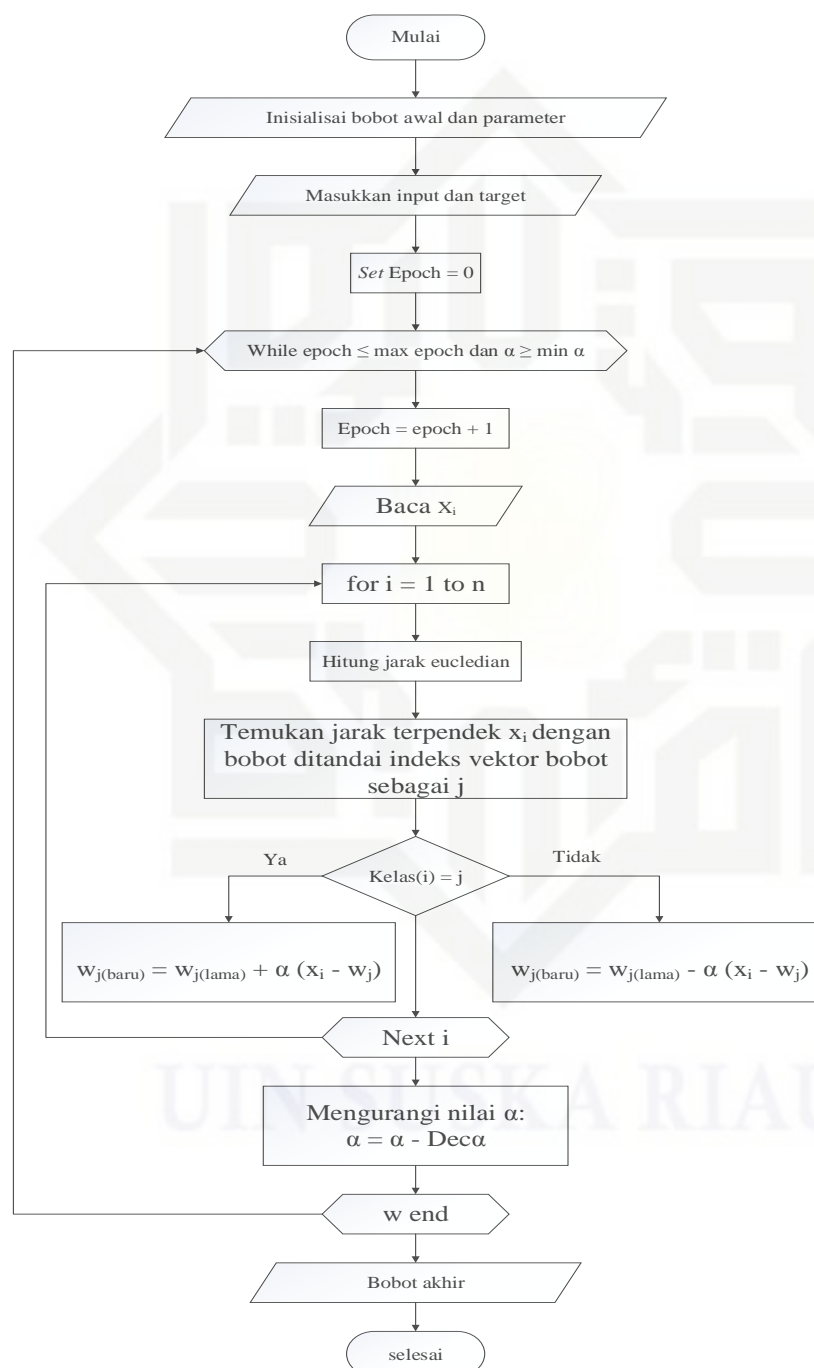 Mulai
Inisialisai bobot awal dan parameter
Masukkan input dan target
Set Epoch = 0
While epoch ≤ max epoch dan α ≥ min α
Epoch = epoch + 1
Baca xᵢ
for i = 1 to n
Hitung jarak eucledian
Temukan jarak terpendek xᵢ dengan
bobot ditandai indeks vektor bobot
sebagai j
Ya
Kelas(i) = j
Tidak
wj(baru) = wj(lama) + α (xᵢ - wj)
wj(baru) = wj(lama) - α (xᵢ - wj)
Next i
UIN SUSKA RIAU
Mengurangi nilai α:
α = α - Decα
w end
Bobot akhir
selesai